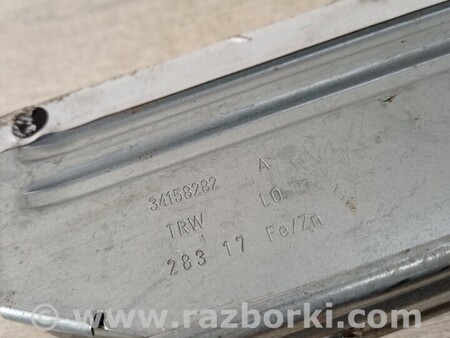 34158282 A
TRW LO
283 17 Fe/Zn
www.razborki.com